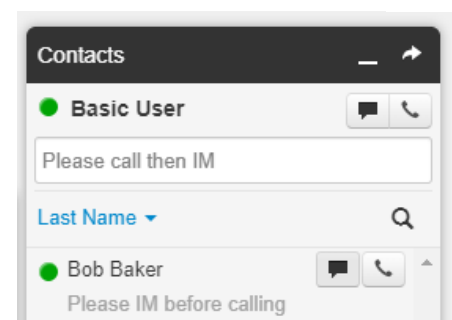 Contacts
Basic User
Please call then IM
Last Name
Bob Baker
Please IM before calling